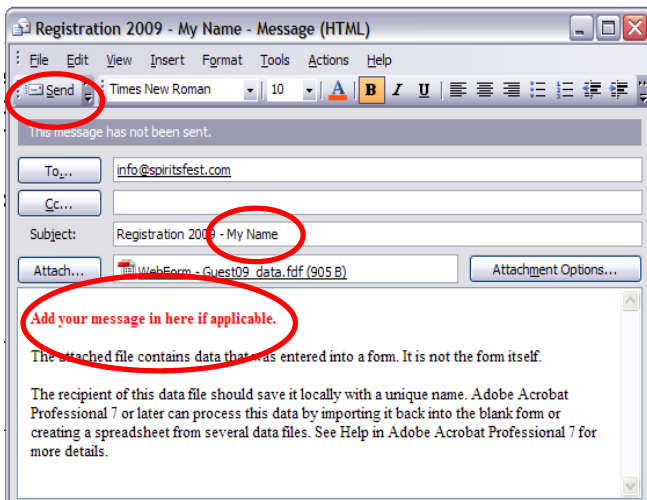 Registration 2009 - My Name - Message (HTML)
File Edit View Insert Format Tools Actions Help
Send Times New Roman 10 A B I U
This message has not been sent.
To... info@spiritsfest.com
Cc...
Subject: Registration 2009 - My Name
Attach... WebForm - Guest09_data.fdf (905 B) Attachment Options...
Add your message in here if applicable.
The attached file contains data that was entered into a form. It is not the form itself.
The recipient of this data file should save it locally with a unique name. Adobe Acrobat
Professional 7 or later can process this data by importing it back into the blank form or
creating a spreadsheet from several data files. See Help in Adobe Acrobat Professional 7 for
more details.